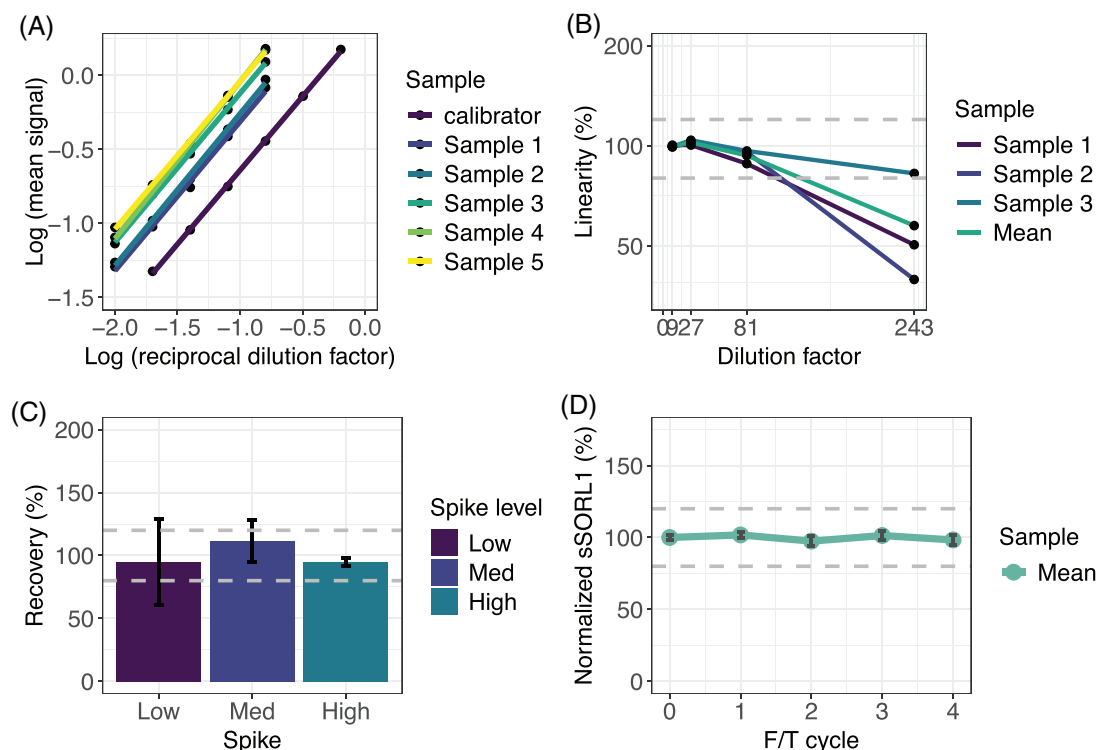 (A)
Log (mean signal)
0.0
−0.5
−1.0
−1.5
−2.0 −1.5 −1.0 −0.5 0.0
Log (reciprocal dilution factor)
Sample
calibrator
Sample 1
Sample 2
Sample 3
Sample 4
Sample 5
(B)
Linearity (%)
200
100
50
0 9 27 81 243
Dilution factor
Sample
Sample 1
Sample 2
Sample 3
Mean
(C)
Recovery (%)
200
150
100
50
0
Low Med High
Spike
Spike level
Low
Med
High
(D)
Normalized sSORL1 (%)
150
100
50
0
0 1 2 3 4
F/T cycle
Sample
Mean